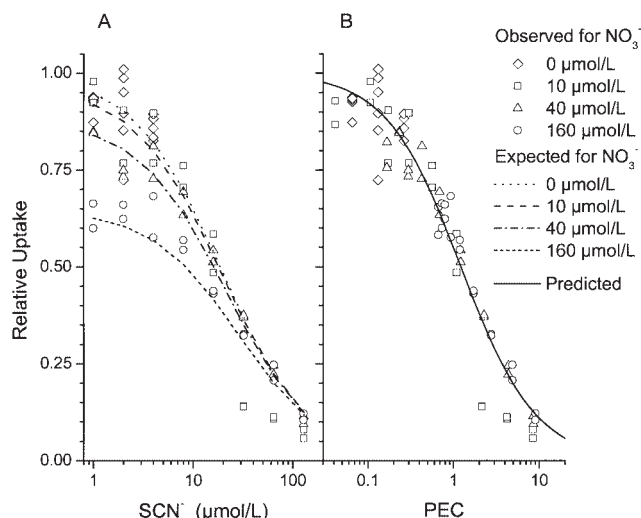 A
B
Observed for NO₃⁻
0 µmol/L
10 µmol/L
40 µmol/L
160 µmol/L
Expected for NO₃⁻
0 µmol/L
10 µmol/L
40 µmol/L
160 µmol/L
Predicted
Relative Uptake
1.00
0.75
0.50
0.25
0.00
1
10
100
0.1
1
10
SCN⁻ (µmol/L)
PEC